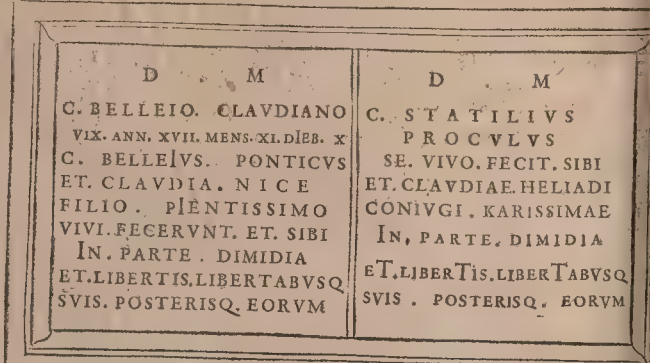 D . M
C. BELLEIO. CLAVDIANO
VIX. ANN. XVII. MENS. XI. DIEB. X
C. BELLEIVS. PONTICVS
ET. CLAVDIA. NICE
FILIO. PIENTISSIMO
VIVI. FECERVNT. ET. SIBI
IN. PARTE. DIMIDIA
ET. LIBERTIS. LIBERTABVSQ
SVIS. POSTERISQ. EORVM
D . M
C. STATILIVS
PROCVLVS
SE. VIVO. FECIT. SIBI
ET. CLAVDIAE. HELIADI
CONIVGI. KARISSIMAE
IN. PARTE. DIMIDIA
ET. LIBERTIS. LIBERTABVSQ
SVIS. POSTERISQ. EORVM